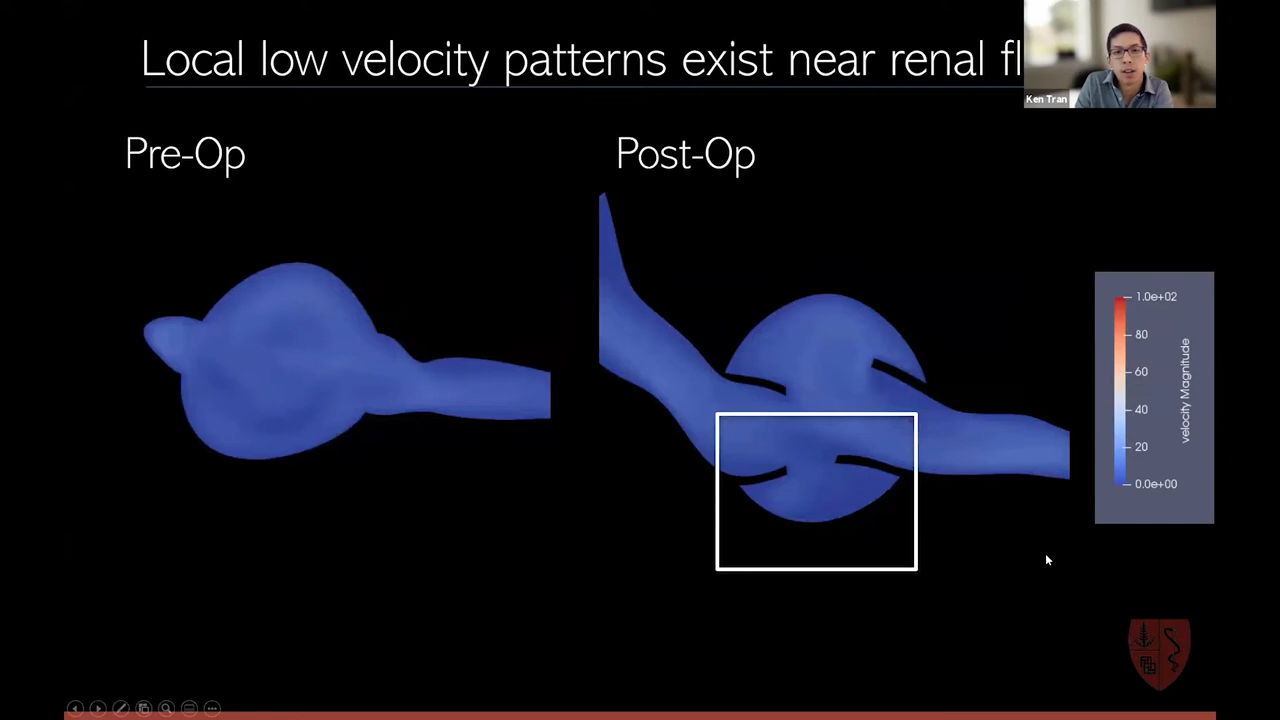 Local low velocity patterns exist near renal fl
Ken Tran
Pre-Op
Post-Op
1.0e+02
80
60
40
20
0.0e+00
velocity Magnitude